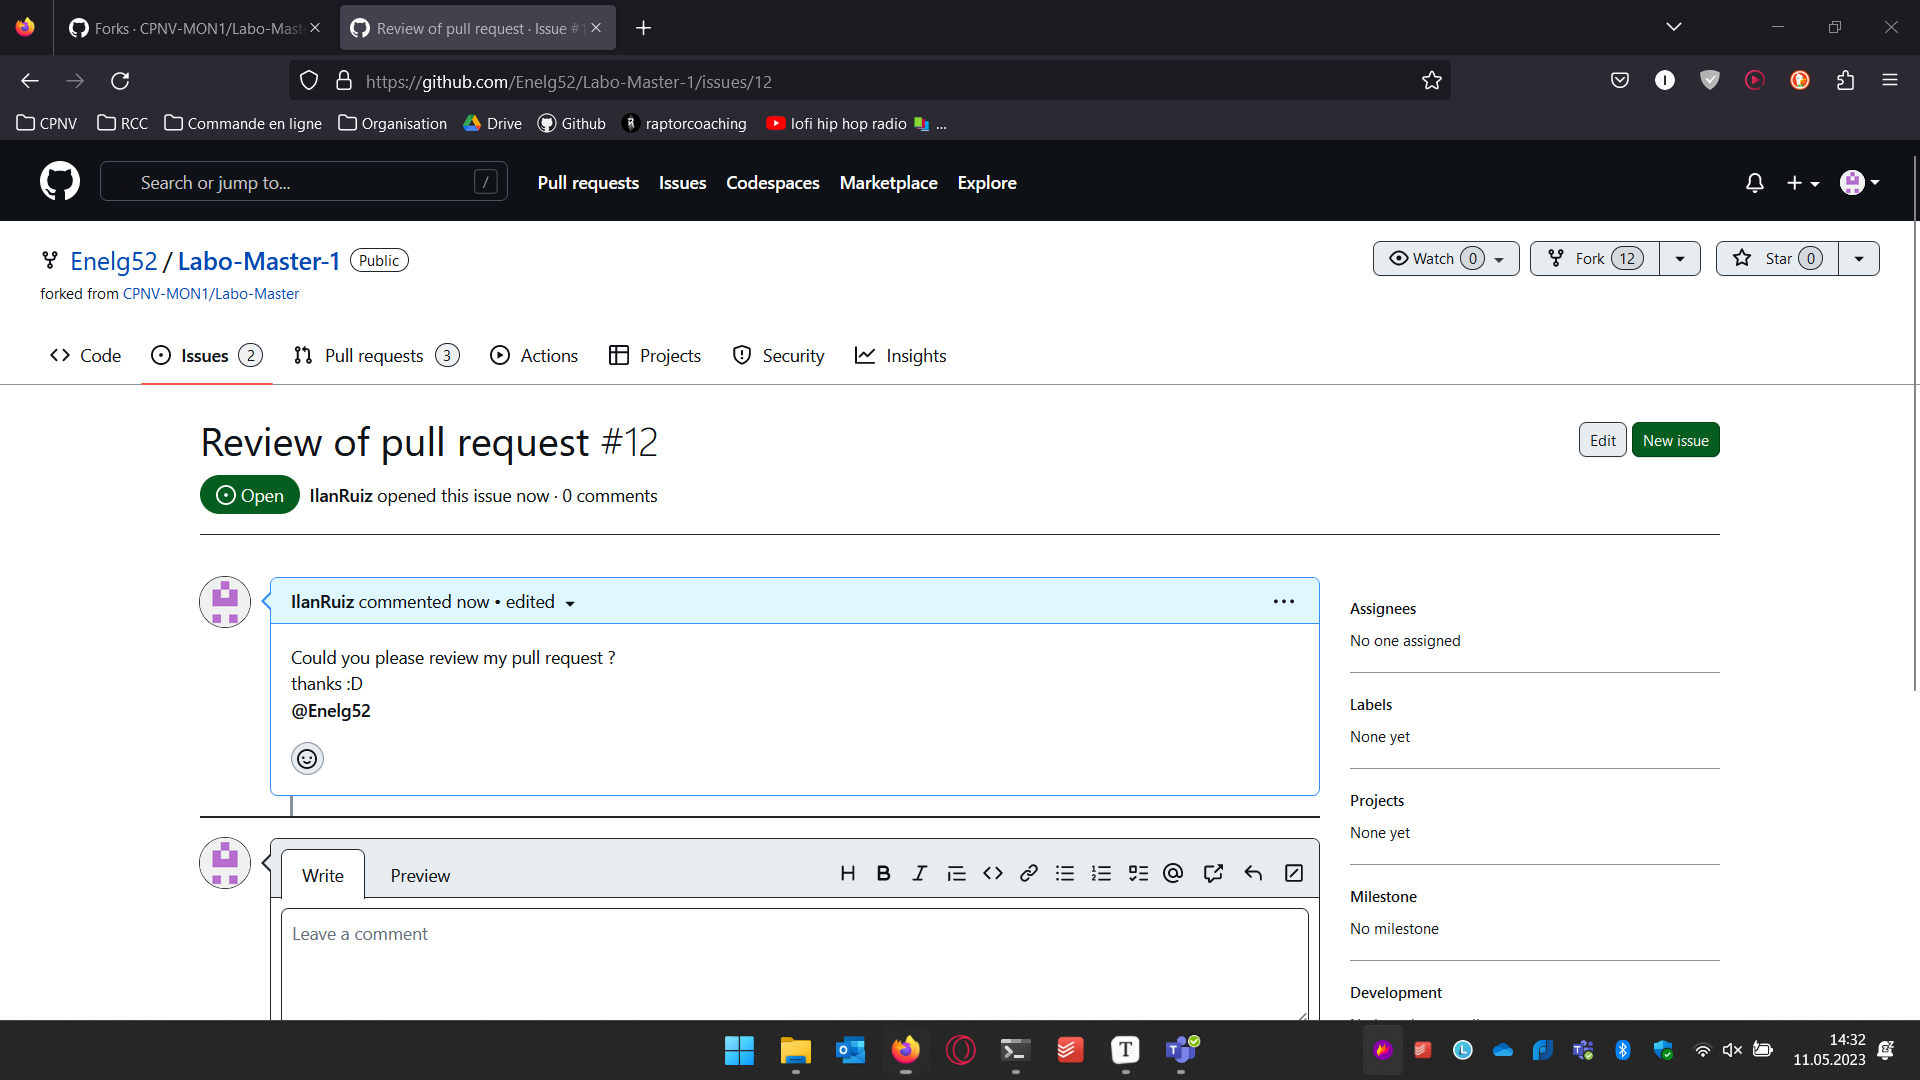 Forks · CPNV-MON1/Labo-Mast
Review of pull request · Issue #1
https://github.com/Enelg52/Labo-Master-1/issues/12
CPNV RCC Commande en ligne Organisation Drive Github raptorcoaching lofi hip hop radio ...
Search or jump to... /
Pull requests Issues Codespaces Marketplace Explore
Enelg52 / Labo-Master-1 Public
Watch 0 Fork 12 Star 0
forked from CPNV-MON1/Labo-Master
Code Issues 2 Pull requests 3 Actions Projects Security Insights
Review of pull request #12
Edit New issue
Open IlanRuiz opened this issue now · 0 comments
IlanRuiz commented now • edited
Could you please review my pull request ?
thanks :D
@Enelg52
Assignees
No one assigned
Labels
None yet
Projects
None yet
Milestone
No milestone
Development
Write Preview
Leave a comment
14:32
11.05.2023